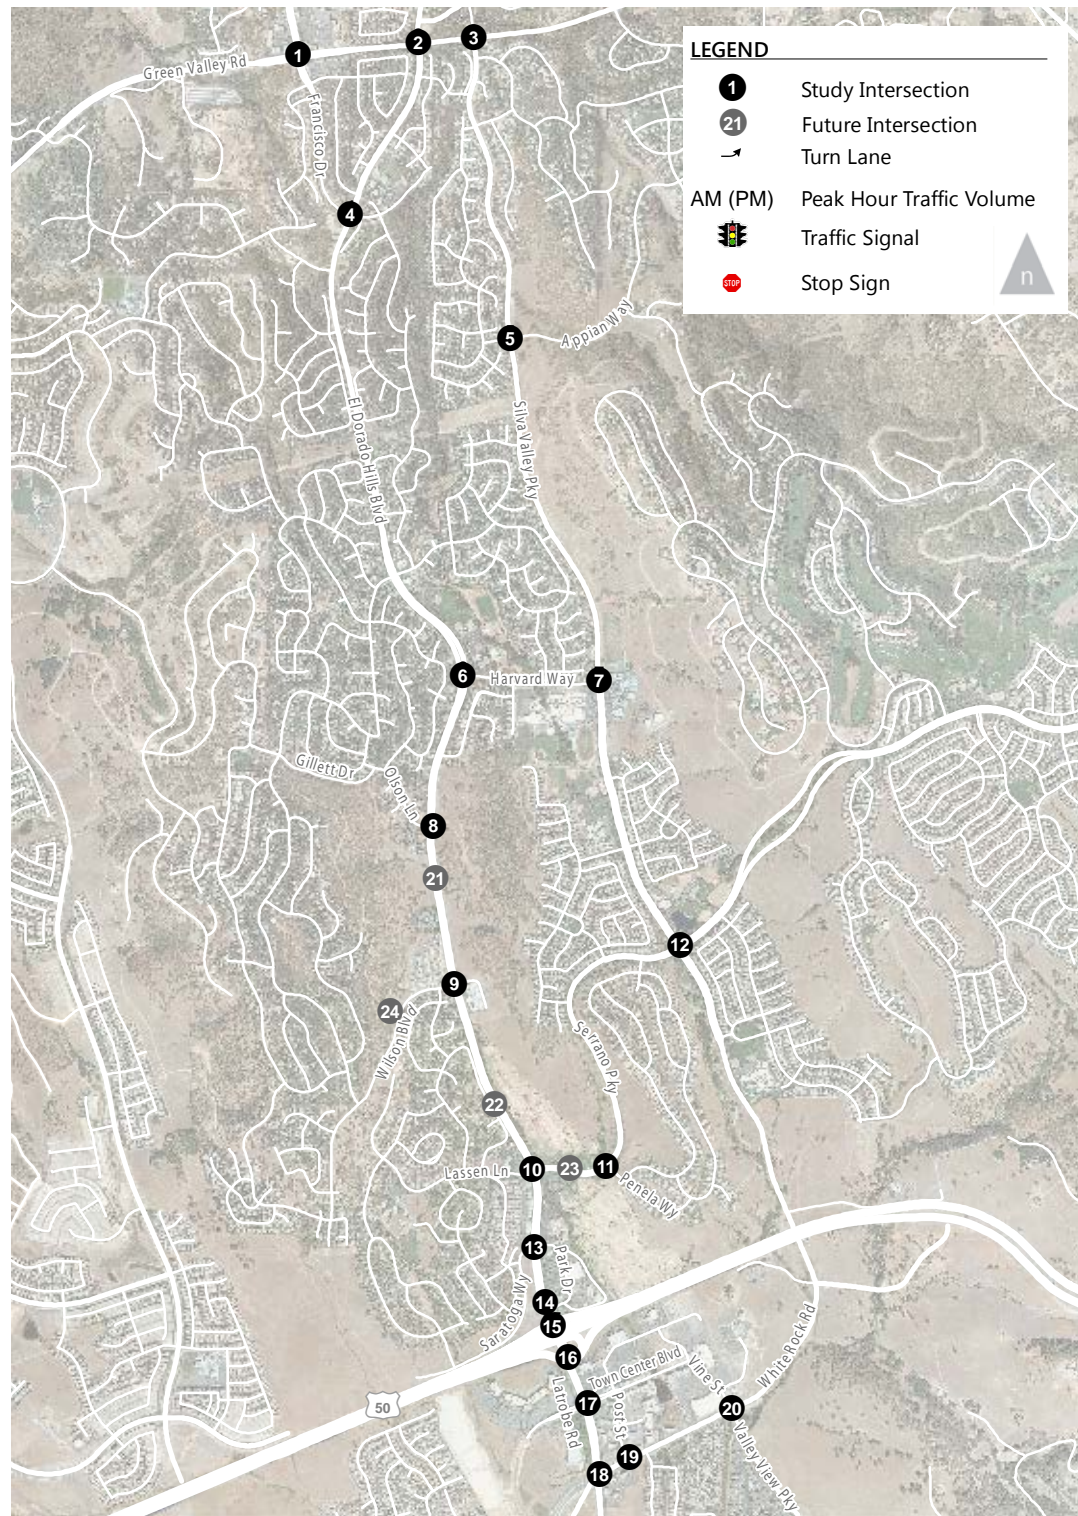 LEGEND
1 Study Intersection
21 Future Intersection
Turn Lane
AM (PM) Peak Hour Traffic Volume
Traffic Signal
STOP Stop Sign
n
1
2
3
Green Valley Rd
Francisco Dr
4
5
Appian Way
Silva Valley Pky
El Dorado Hills Blvd
6
Harvard Way
7
Gillett Dr
Olson Ln
8
21
12
9
24
Wilson Blvd
Serrano Pky
22
Lassen Ln
10
23
11
Penela Wy
13
Park Dr
Saratoga Wy
14
15
16
Town Center Blvd
Vine St
White Rock Rd
50
Latrobe Rd
17
Post St
20
Valley View Pky
19
18